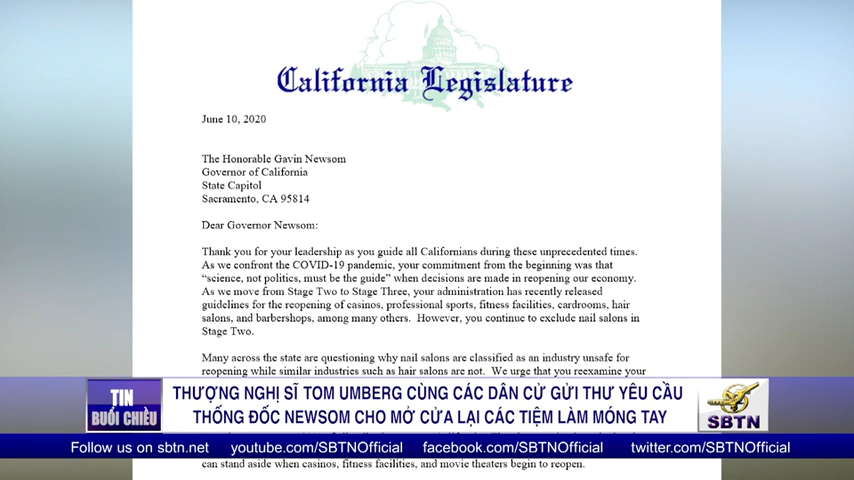 California Legislature
June 10, 2020
The Honorable Gavin Newsom
Governor of California
State Capitol
Sacramento, CA 95814
Dear Governor Newsom:
Thank you for your leadership as you guide all Californians during these unprecedented times.
As we confront the COVID-19 pandemic, your commitment from the beginning was that
“science, not politics, must be the guide” when decisions are made in reopening our economy.
As we move from Stage Two to Stage Three, your administration has recently released
guidelines for the reopening of casinos, professional sports, fitness facilities, cardrooms, hair
salons, and barbershops, among many others.  However, you continue to exclude nail salons in
Stage Two.
Many across the state are questioning why nail salons are classified as an industry unsafe for
reopening while similar industries such as hair salons are not.  We urge that you reexamine your
TIN
BUỔI CHIỀU
THƯỢNG NGHỊ SĨ TOM UMBERG CÙNG CÁC DÂN CỬ GỬI THƯ YÊU CẦU
THỐNG ĐỐC NEWSOM CHO MỞ CỬA LẠI CÁC TIỆM LÀM MÓNG TAY
SBTN
Follow us on sbtn.net youtube.com/SBTNOfficial facebook.com/SBTNOfficial twitter.com/SBTNOfficial
can stand aside when casinos, fitness facilities, and movie theaters begin to reopen.